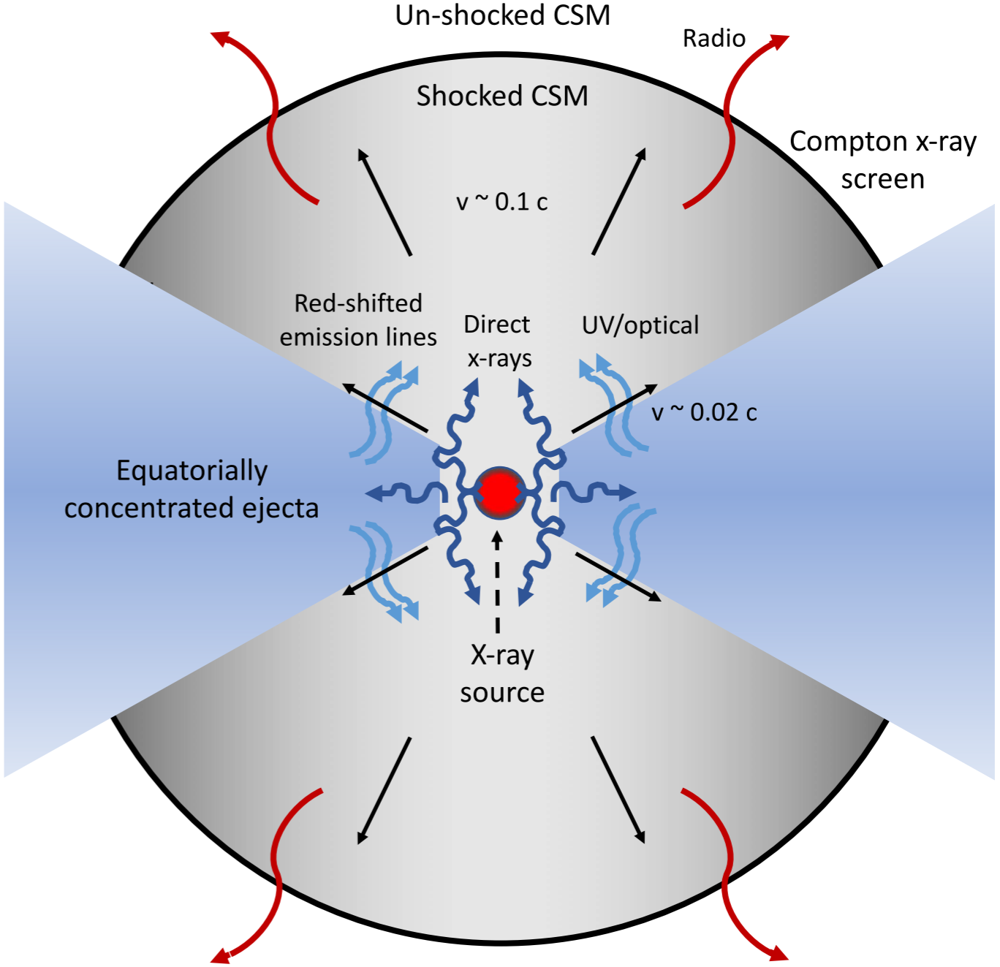 Un-shocked CSM
Radio
Shocked CSM
Compton x-ray
screen
v ~ 0.1 c
Red-shifted
emission lines
Direct
x-rays
UV/optical
v ~ 0.02 c
Equatorially
concentrated ejecta
X-ray
source